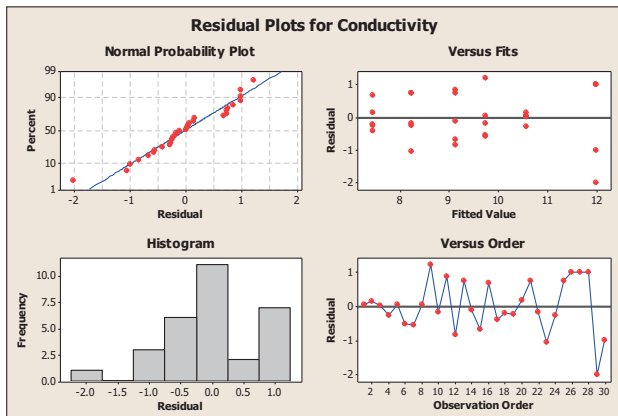 Residual Plots for Conductivity
Normal Probability Plot
Versus Fits
99
90
50
10
1
Percent
-2 -1 0 1 2
Residual
1
0
-1
-2
Residual
8 9 10 11 12
Fitted Value
Histogram
Versus Order
10.0
7.5
5.0
2.5
0.0
Frequency
-2.0 -1.5 -1.0 -0.5 0.0 0.5 1.0
Residual
1
0
-1
-2
Residual
2 4 6 8 10 12 14 16 18 20 22 24 26 28 30
Observation Order